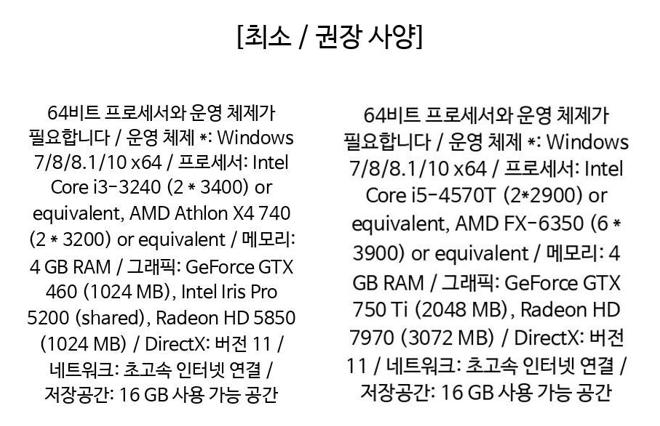 [최소 / 권장 사양]
64비트 프로세서와 운영 체제가
필요합니다 / 운영 체제 *: Windows
7/8/8.1/10 x64 / 프로세서: Intel
Core i3-3240 (2 * 3400) or
equivalent, AMD Athlon X4 740
(2 * 3200) or equivalent / 메모리:
4 GB RAM / 그래픽: GeForce GTX
460 (1024 MB), Intel Iris Pro
5200 (shared), Radeon HD 5850
(1024 MB) / DirectX: 버전 11 /
네트워크: 초고속 인터넷 연결 /
저장공간: 16 GB 사용 가능 공간
64비트 프로세서와 운영 체제가
필요합니다 / 운영 체제 *: Windows
7/8/8.1/10 x64 / 프로세서: Intel
Core i5-4570T (2*2900) or
equivalent, AMD FX-6350 (6 *
3900) or equivalent / 메모리: 4
GB RAM / 그래픽: GeForce GTX
750 Ti (2048 MB), Radeon HD
7970 (3072 MB) / DirectX: 버전
11 / 네트워크: 초고속 인터넷 연결 /
저장공간: 16 GB 사용 가능 공간